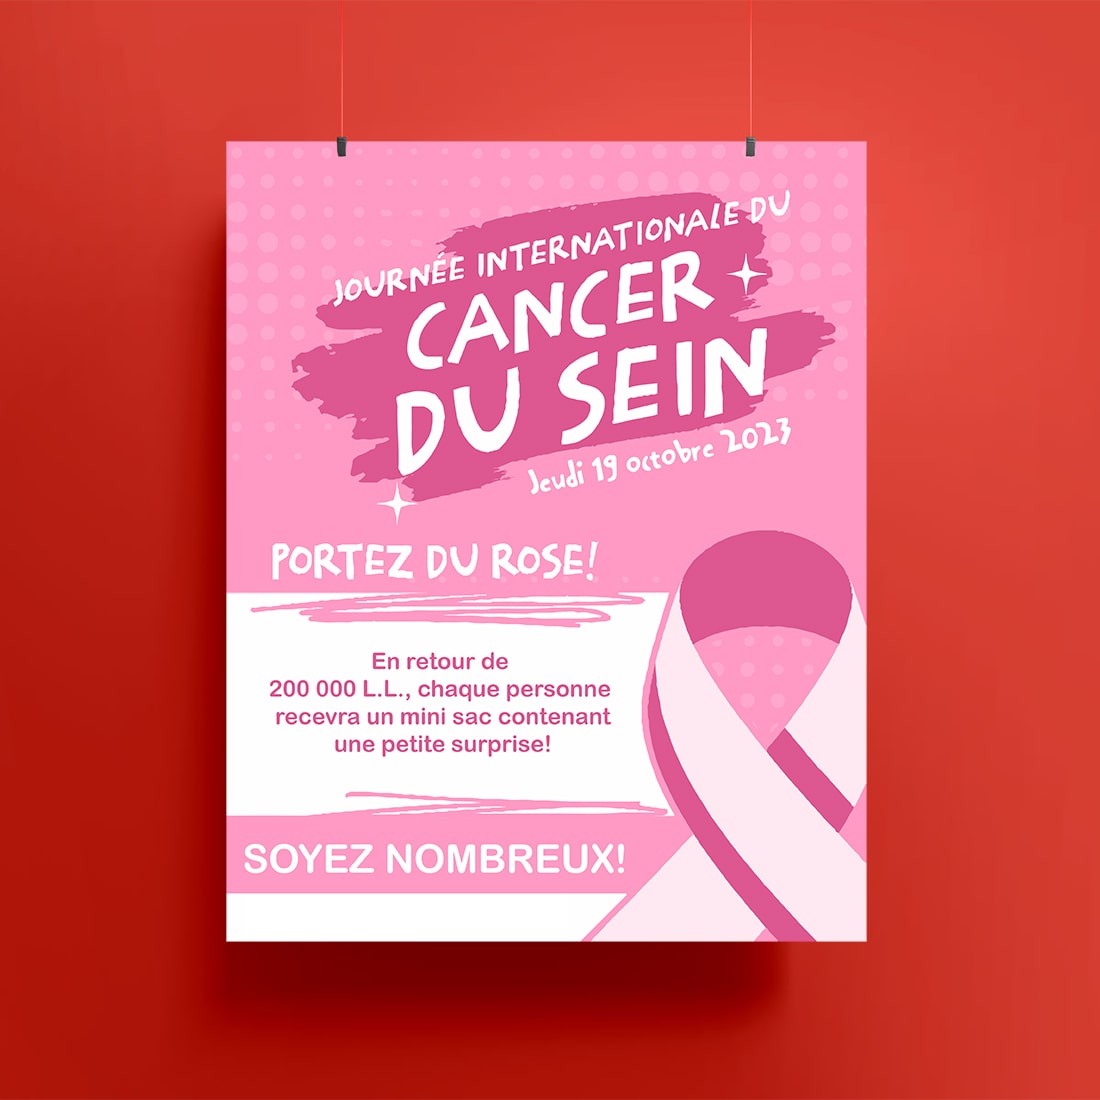 JOURNÉE INTERNATIONALE DU
CANCER
DU SEIN
Jeudi 19 octobre 2023
PORTEZ DU ROSE!
En retour de
200 000 L.L., chaque personne
recevra un mini sac contenant
une petite surprise!
SOYEZ NOMBREUX!